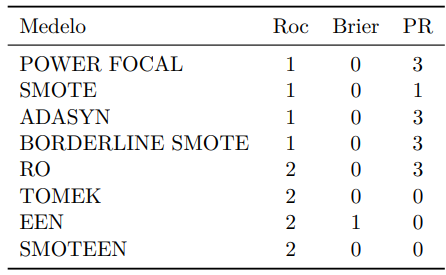 Medelo Roc Brier PR
POWER FOCAL 1 0 3
SMOTE 1 0 1
ADASYN 1 0 3
BORDERLINE SMOTE 1 0 3
RO 2 0 3
TOMEK 2 0 0
EEN 2 1 0
SMOTEEN 2 0 0